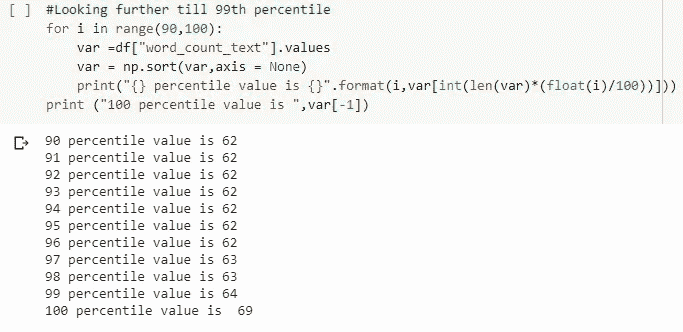 [ ] #Looking further till 99th percentile
for i in range(90,100):
    var =df["word_count_text"].values
    var = np.sort(var,axis = None)
    print("{} percentile value is {}".format(i,var[int(len(var)*(float(i)/100))]))
print ("100 percentile value is ",var[-1])
90 percentile value is 62
91 percentile value is 62
92 percentile value is 62
93 percentile value is 62
94 percentile value is 62
95 percentile value is 62
96 percentile value is 62
97 percentile value is 63
98 percentile value is 63
99 percentile value is 64
100 percentile value is  69